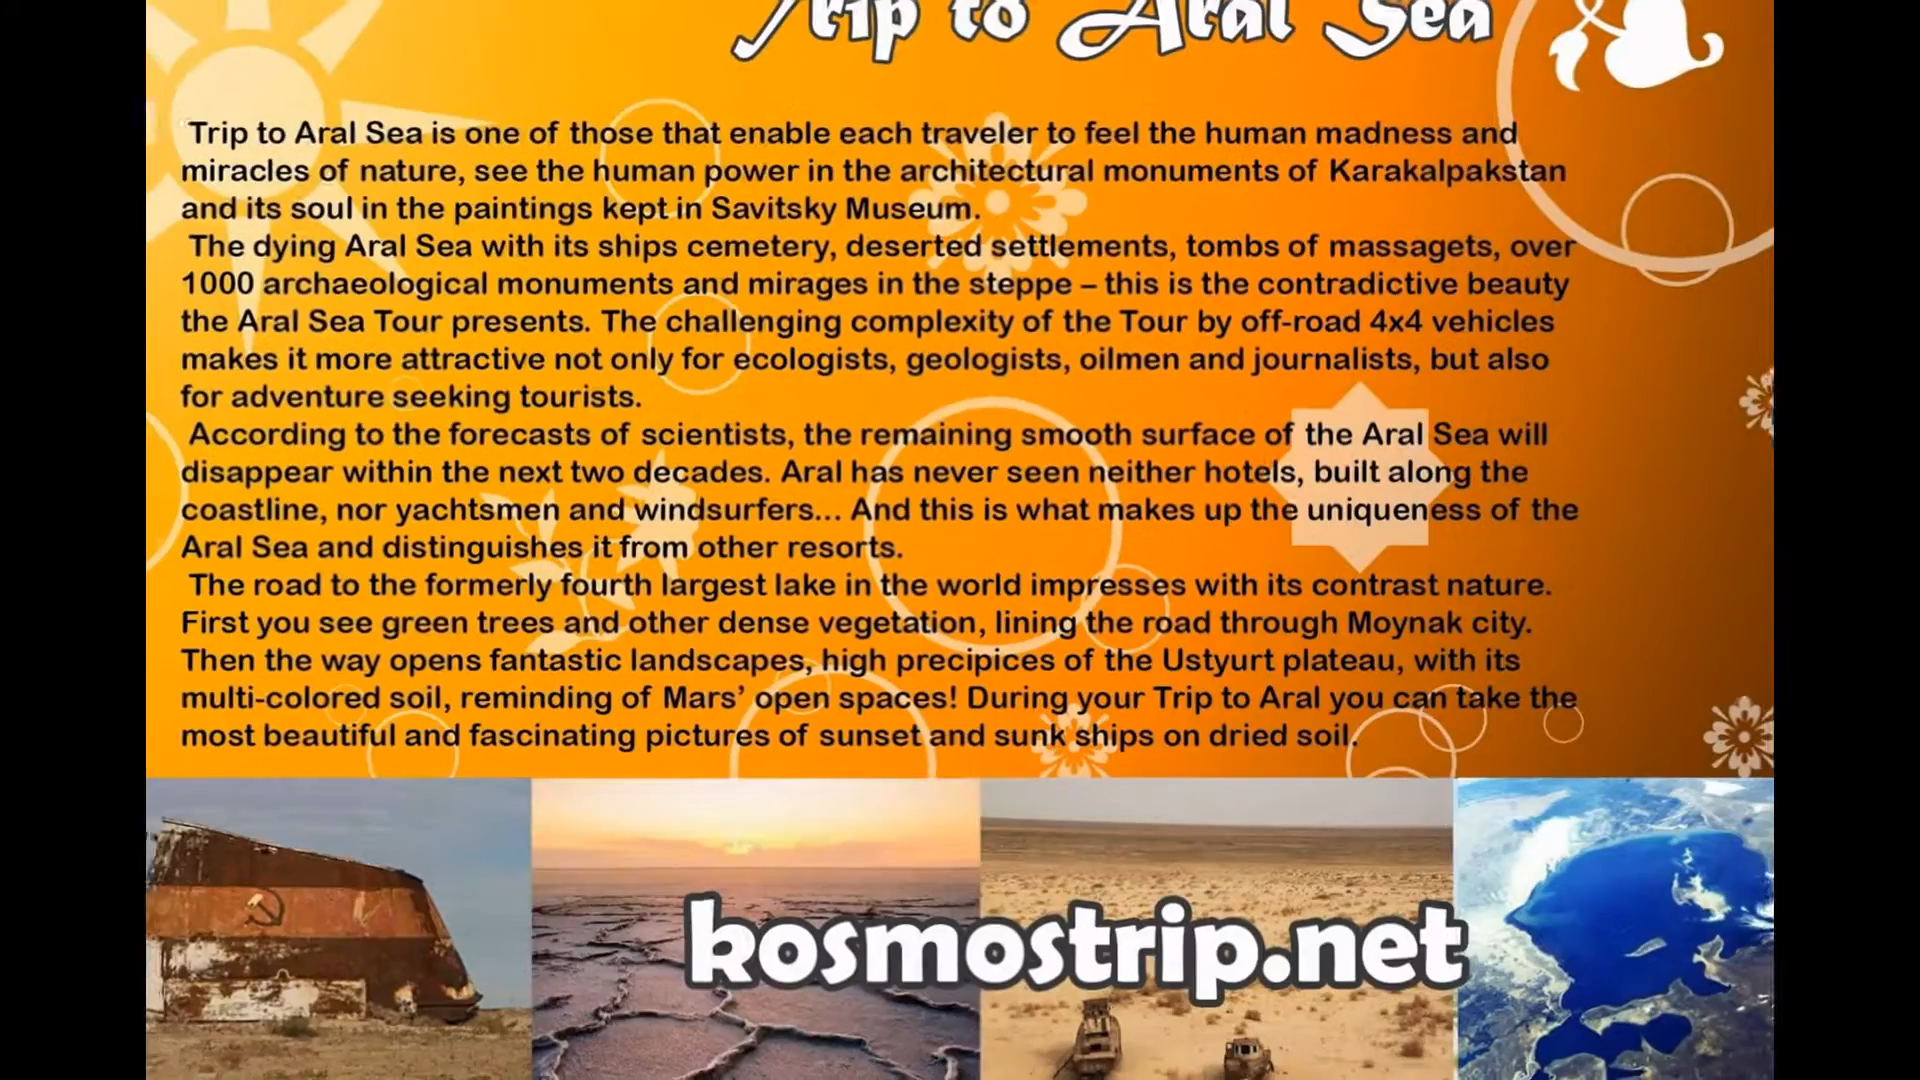 Trip to Aral Sea
Trip to Aral Sea is one of those that enable each traveler to feel the human madness and
miracles of nature, see the human power in the architectural monuments of Karakalpakstan
and its soul in the paintings kept in Savitsky Museum.
The dying Aral Sea with its ships cemetery, deserted settlements, tombs of massagets, over
1000 archaeological monuments and mirages in the steppe – this is the contradictive beauty
the Aral Sea Tour presents. The challenging complexity of the Tour by off-road 4x4 vehicles
makes it more attractive not only for ecologists, geologists, oilmen and journalists, but also
for adventure seeking tourists.
According to the forecasts of scientists, the remaining smooth surface of the Aral Sea will
disappear within the next two decades. Aral has never seen neither hotels, built along the
coastline, nor yachtsmen and windsurfers... And this is what makes up the uniqueness of the
Aral Sea and distinguishes it from other resorts.
The road to the formerly fourth largest lake in the world impresses with its contrast nature.
First you see green trees and other dense vegetation, lining the road through Moynak city.
Then the way opens fantastic landscapes, high precipices of the Ustyurt plateau, with its
multi-colored soil, reminding of Mars’ open spaces! During your Trip to Aral you can take the
most beautiful and fascinating pictures of sunset and sunk ships on dried soil.
kosmostrip.net